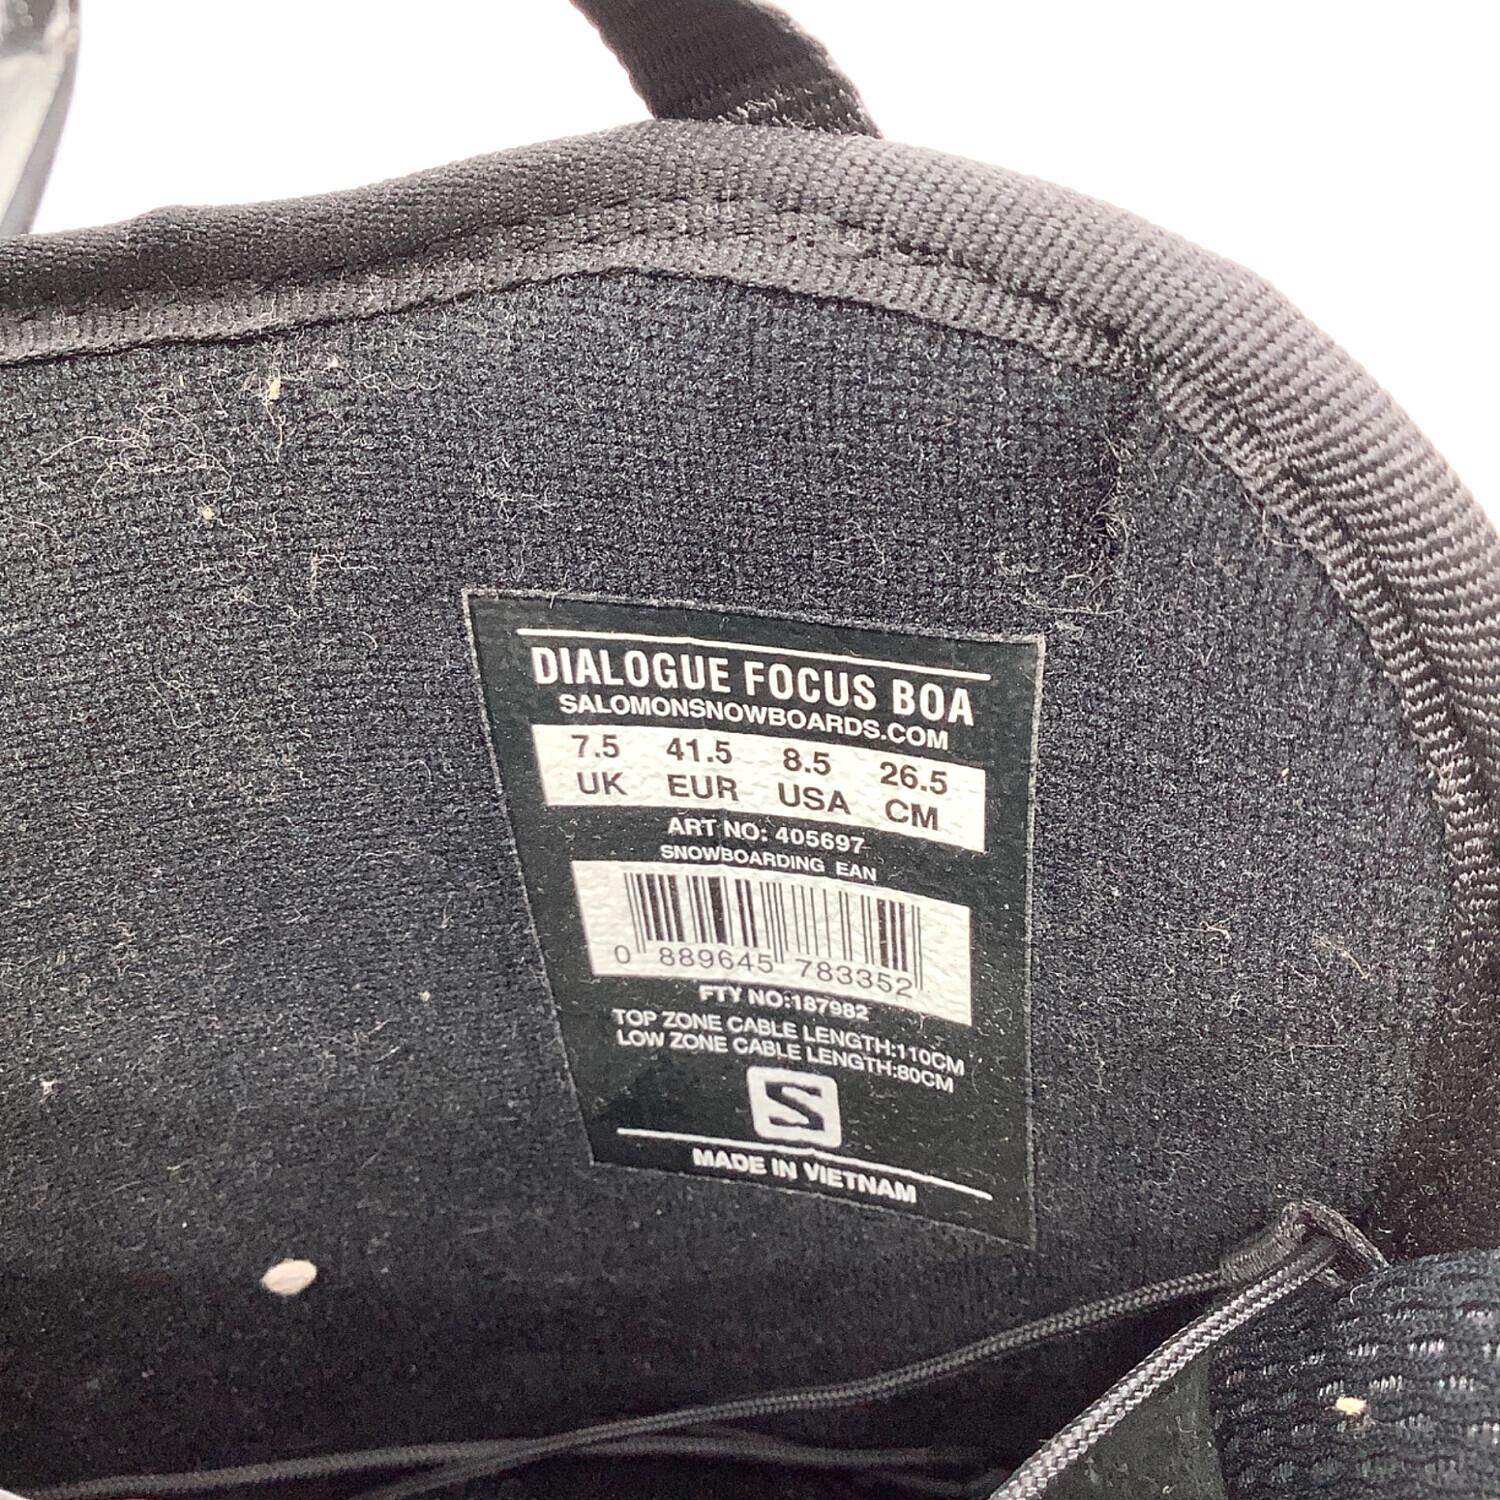 DIALOGUE FOCUS BOA
SALOMONSNOWBOARDS.COM
7.5 41.5 8.5 26.5
UK EUR USA CM
ART NO: 405697
SNOWBOARDING EAN
0 889645 783352
FTY NO:187982
TOP ZONE CABLE LENGTH:110CM
LOW ZONE CABLE LENGTH:80CM
S
MADE IN VIETNAM